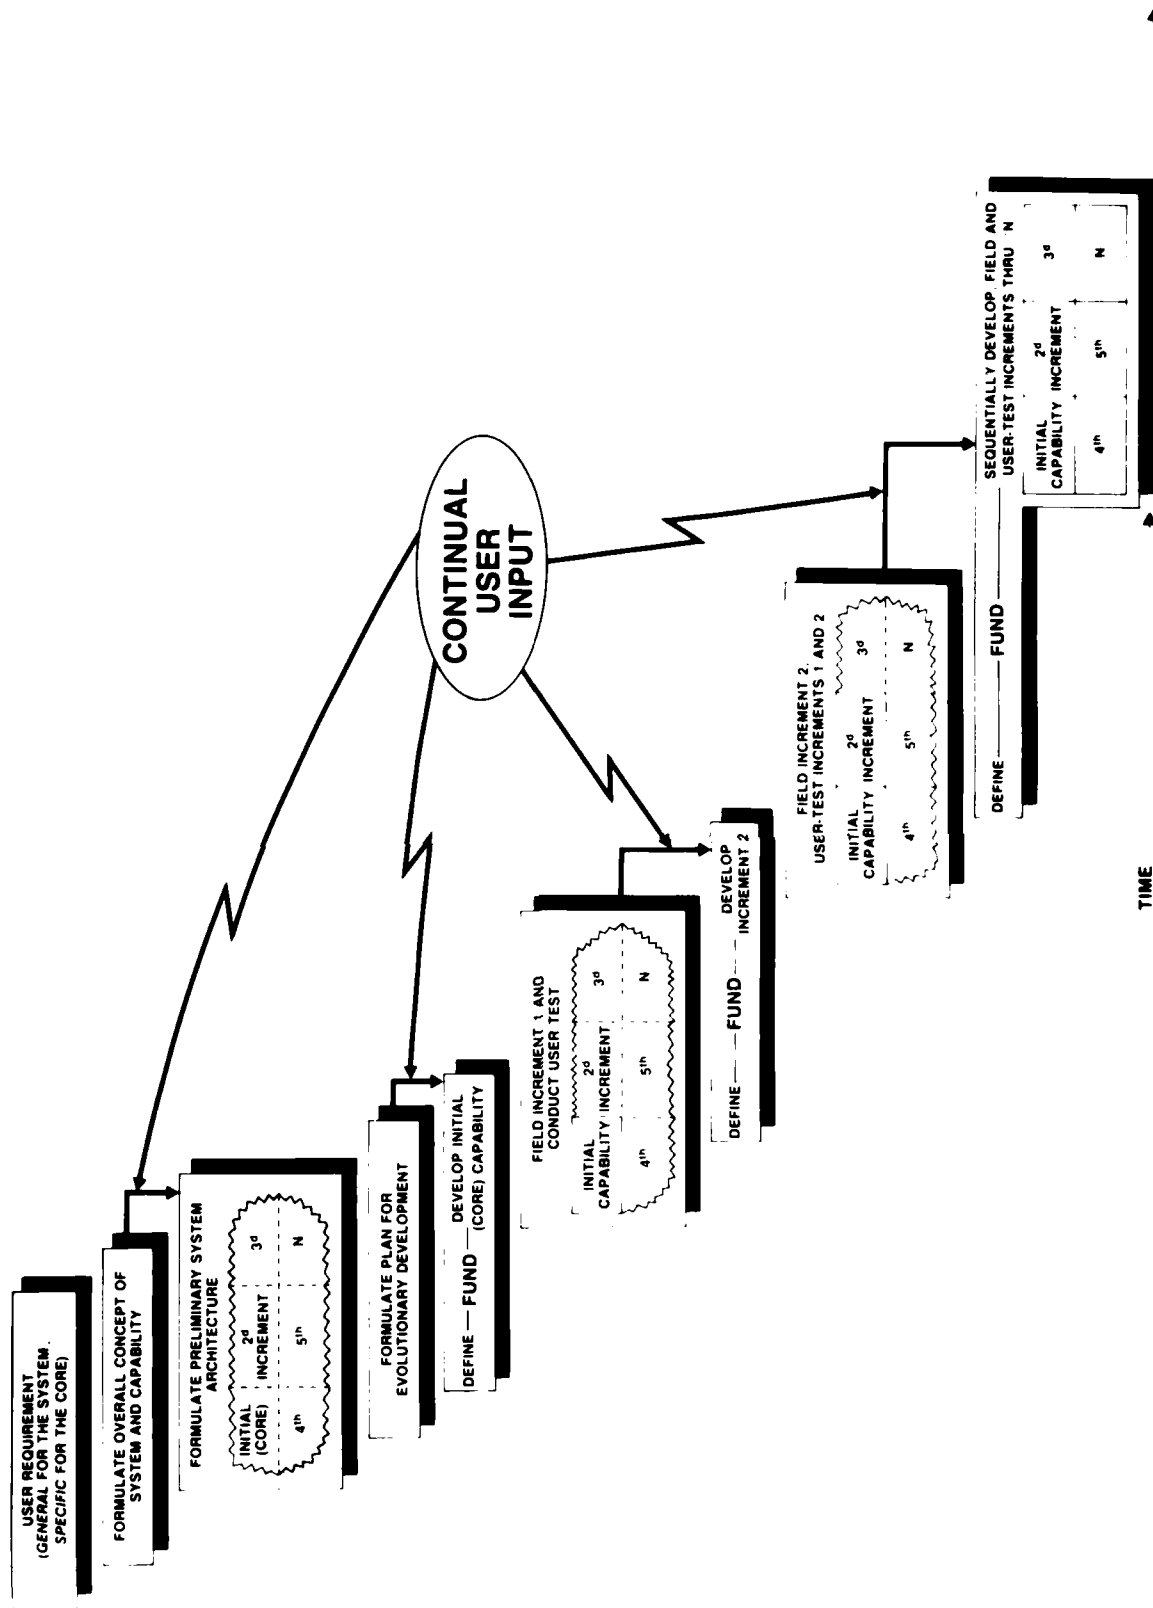 USER REQUIREMENT
(GENERAL FOR THE SYSTEM.
SPECIFIC FOR THE CORE)
FORMULATE OVERALL CONCEPT OF
SYSTEM AND CAPABILITY
FORMULATE PRELIMINARY SYSTEM
ARCHITECTURE
INITIAL
(CORE)
2d
INCREMENT
3d
4th
5th
N
FORMULATE PLAN FOR
EVOLUTIONARY DEVELOPMENT
DEFINE — FUND — DEVELOP INITIAL
(CORE) CAPABILITY
CONTINUAL
USER
INPUT
FIELD INCREMENT 1 AND
CONDUCT USER TEST
INITIAL
CAPABILITY
2d
INCREMENT
3d
4th
5th
N
DEFINE — FUND — DEVELOP
INCREMENT 2
FIELD INCREMENT 2,
USER-TEST INCREMENTS 1 AND 2
INITIAL
CAPABILITY
2d
INCREMENT
3d
4th
5th
N
DEFINE — FUND — SEQUENTIALLY DEVELOP, FIELD AND
USER-TEST INCREMENTS THRU N
INITIAL
CAPABILITY
2d
INCREMENT
3d
4th
5th
N
TIME